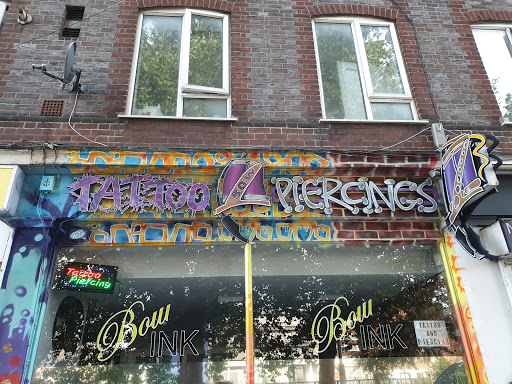 TATTOO PIERCINGS
Tattoo
Piercing
Bow
INK
Bow
INK
TATTOO
AND
PIERCING